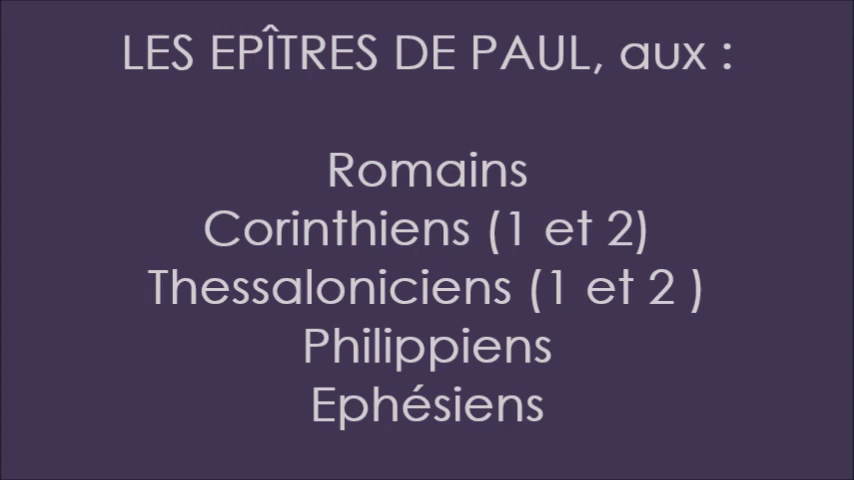 LES EPÎTRES DE PAUL, aux :
Romains
Corinthiens (1 et 2)
Thessaloniciens (1 et 2 )
Philippiens
Ephésiens